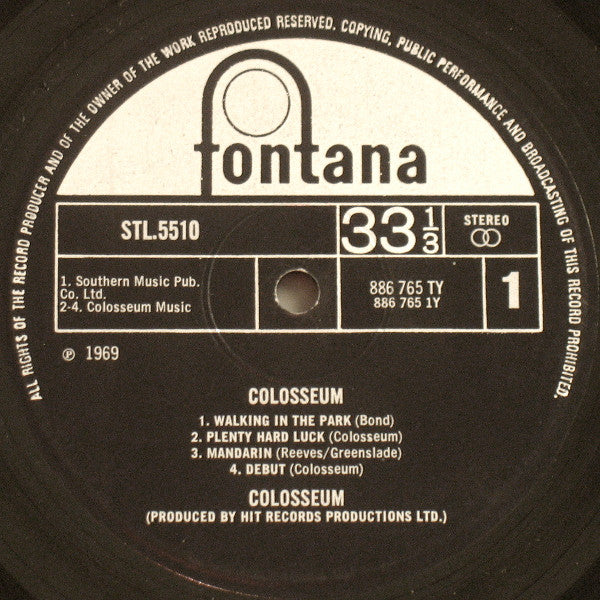 ALL RIGHTS OF THE RECORD PRODUCER AND OF THE OWNER OF THE WORK REPRODUCED RESERVED. COPYING, PUBLIC PERFORMANCE AND BROADCASTING OF THIS RECORD PROHIBITED.
fontana
STL.5510
33 1/3
STEREO
1. Southern Music Pub.
Co. Ltd.
2-4. Colosseum Music
886 765 TY
886 765 1Y
1
℗ 1969
COLOSSEUM
1. WALKING IN THE PARK (Bond)
2. PLENTY HARD LUCK (Colosseum)
3. MANDARIN (Reeves/Greenslade)
4. DEBUT (Colosseum)
COLOSSEUM
(PRODUCED BY HIT RECORDS PRODUCTIONS LTD.)